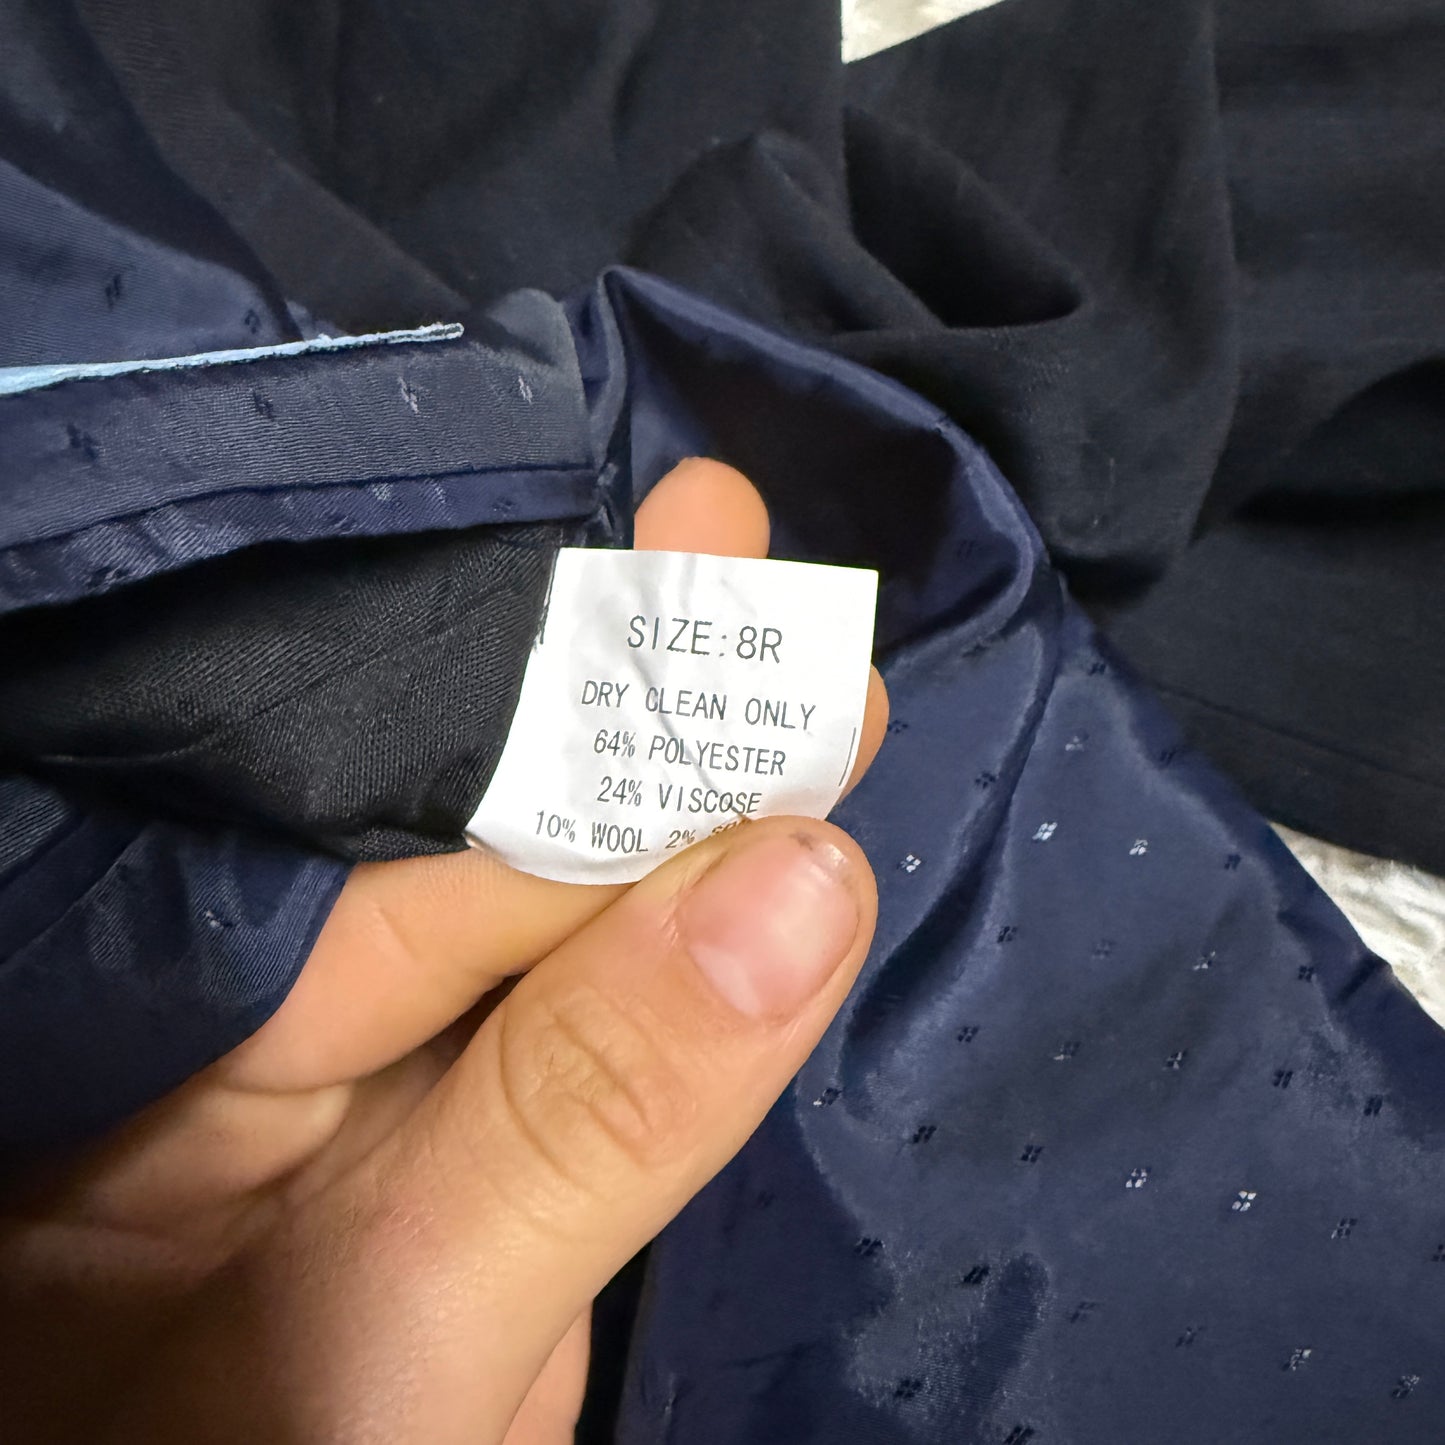 SIZE:8R
DRY CLEAN ONLY
64% POLYESTER
24% VISCOSE
10% WOOL 2%